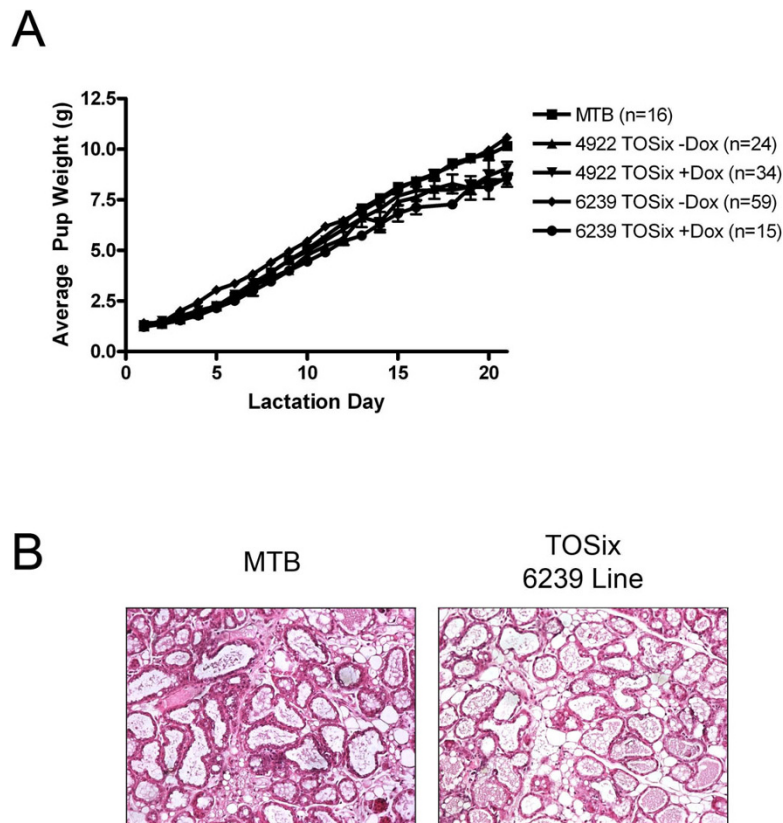 A
Average Pup Weight (g)
12.5
10.0
7.5
5.0
2.5
0.0
0
5
10
15
20
Lactation Day
MTB (n=16)
4922 TOSix -Dox (n=24)
4922 TOSix +Dox (n=34)
6239 TOSix -Dox (n=59)
6239 TOSix +Dox (n=15)
B
MTB
TOSix
6239 Line